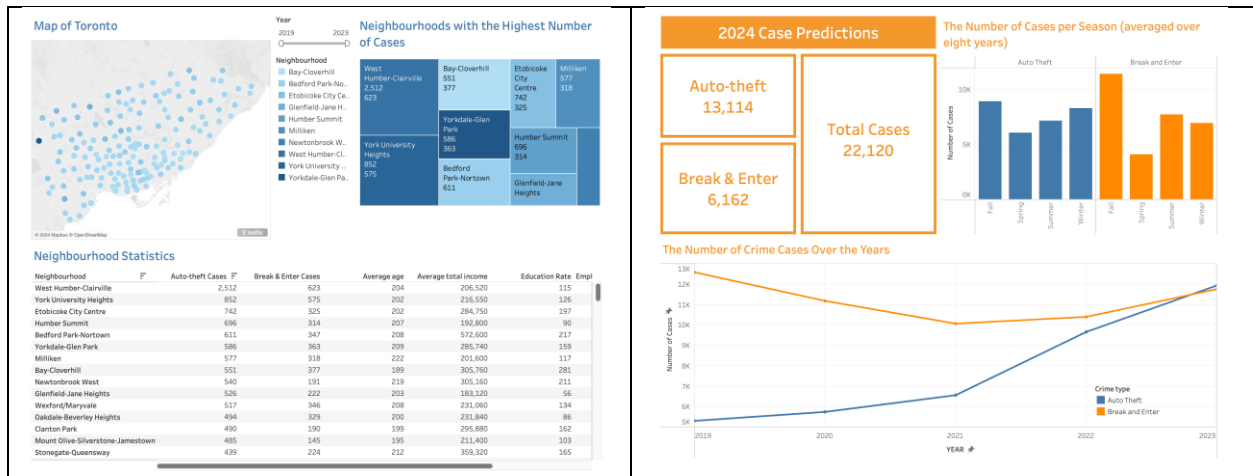 Map of Toronto
Year
2019 2023
Neighbourhood
Bay-Cloverhill
Bedford Park-No..
Etobicoke City Ce..
Glenfield-Jane H..
Humber Summit
Milliken
Newtonbrook W..
West Humber-Cl..
York University ..
Yorkdale-Glen Pa..
© 2024 Mapbox © OpenStreetMap
2 nulls
Neighbourhoods with the Highest Number
of Cases
West
Humber-Clairville
2,512
623
York University
Heights
852
575
Bay-Cloverhill
551
377
Yorkdale-Glen
Park
586
363
Bedford
Park-Nortown
611
Etobicoke
City
Centre
742
325
Milliken
577
318
Humber Summit
696
314
Glenfield-Jane
Heights
Neighbourhood Statistics
Neighbourhood Auto-theft Cases Break & Enter Cases Average age Average total income Education Rate Empl
West Humber-Clairville 2,512 623 204 206,520 115
York University Heights 852 575 202 216,550 126
Etobicoke City Centre 742 325 202 284,750 197
Humber Summit 696 314 207 192,800 90
Bedford Park-Nortown 611 347 208 572,600 217
Yorkdale-Glen Park 586 363 209 285,740 159
Milliken 577 318 222 201,600 117
Bay-Cloverhill 551 377 189 305,760 281
Newtonbrook West 540 191 219 305,160 211
Glenfield-Jane Heights 526 222 203 183,120 56
Wexford/Maryvale 517 346 208 231,060 134
Oakdale-Beverley Heights 494 329 200 231,840 86
Clanton Park 490 190 199 295,880 162
Mount Olive-Silverstone-Jamestown 485 145 195 211,400 103
Stonegate-Queensway 439 224 212 359,320 165
2024 Case Predictions
Auto-theft
13,114
Break & Enter
6,162
Total Cases
22,120
The Number of Cases per Season (averaged over
eight years)
Auto Theft Break and Enter
Number of Cases
10K
5K
0K
Fall Spring Summer Winter Fall Spring Summer Winter
The Number of Crime Cases Over the Years
Number of Cases
13K
12K
11K
10K
9K
8K
7K
6K
5K
Crime type
Auto Theft
Break and Enter
2019 2020 2021 2022 2023
YEAR